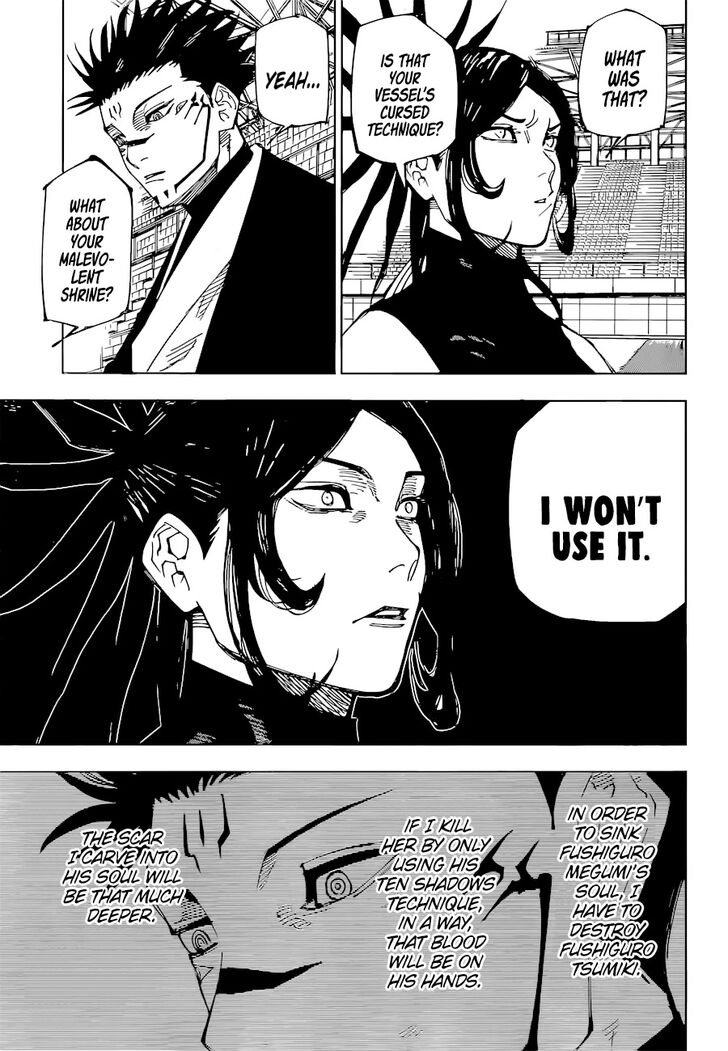 WHAT
WAS
THAT?
IS THAT
YOUR
VESSEL'S
CURSED
TECHNIQUE?
YEAH...
WHAT
ABOUT
YOUR
MALEVO-
LENT
SHRINE?
I WON'T
USE IT.
IN ORDER
TO SINK
FUSHIGURO
MEGUMI'S
SOUL, I
HAVE TO
DESTROY
FUSHIGURO
TSUMIKI.
IF I KILL
HER BY ONLY
USING HIS
TEN SHADOWS
TECHNIQUE,
IN A WAY,
THAT BLOOD
WILL BE ON
HIS HANDS.
THE SCAR
I CARVE INTO
HIS SOUL WILL
BE THAT MUCH
DEEPER.